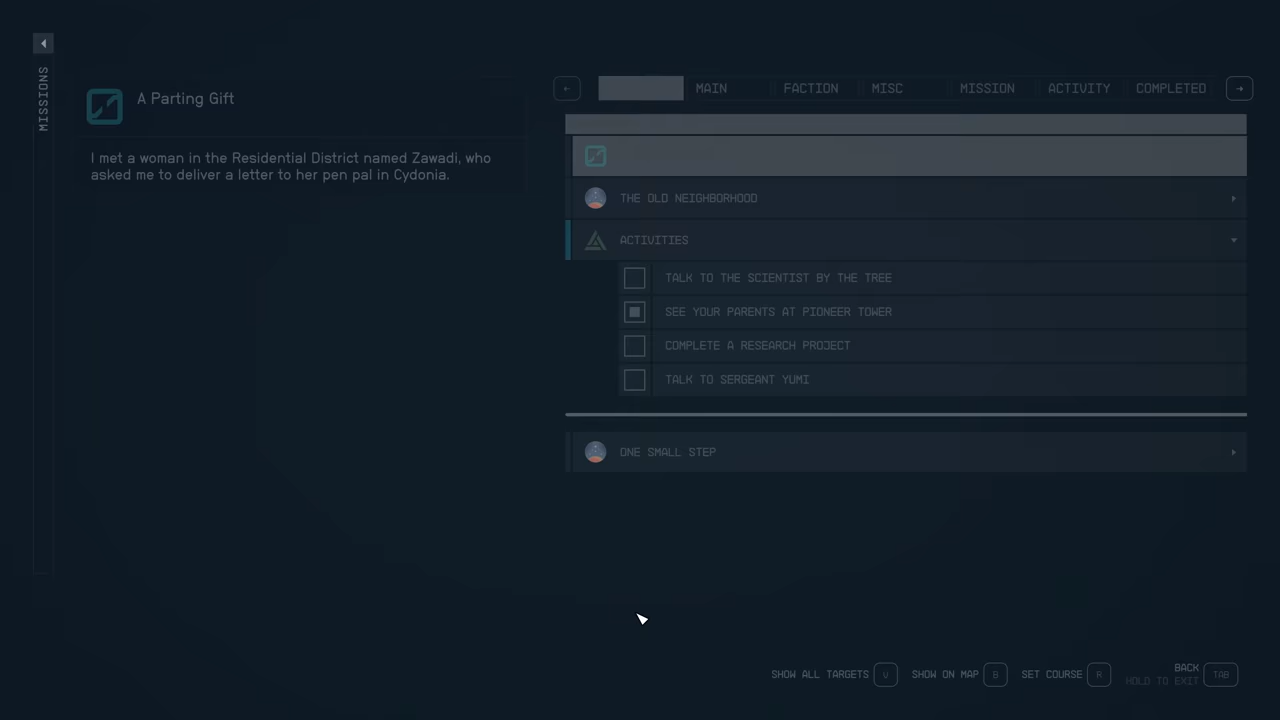 MISSIONS
A Parting Gift
I met a woman in the Residential District named Zawadi, who
asked me to deliver a letter to her pen pal in Cydonia.
MAIN FACTION MISC MISSION ACTIVITY COMPLETED
THE OLD NEIGHBORHOOD
ACTIVITIES
TALK TO THE SCIENTIST BY THE TREE
SEE YOUR PARENTS AT PIONEER TOWER
COMPLETE A RESEARCH PROJECT
TALK TO SERGEANT YUMI
ONE SMALL STEP
SHOW ALL TARGETS V SHOW ON MAP B SET COURSE R BACK TAB
HOLD TO EXIT